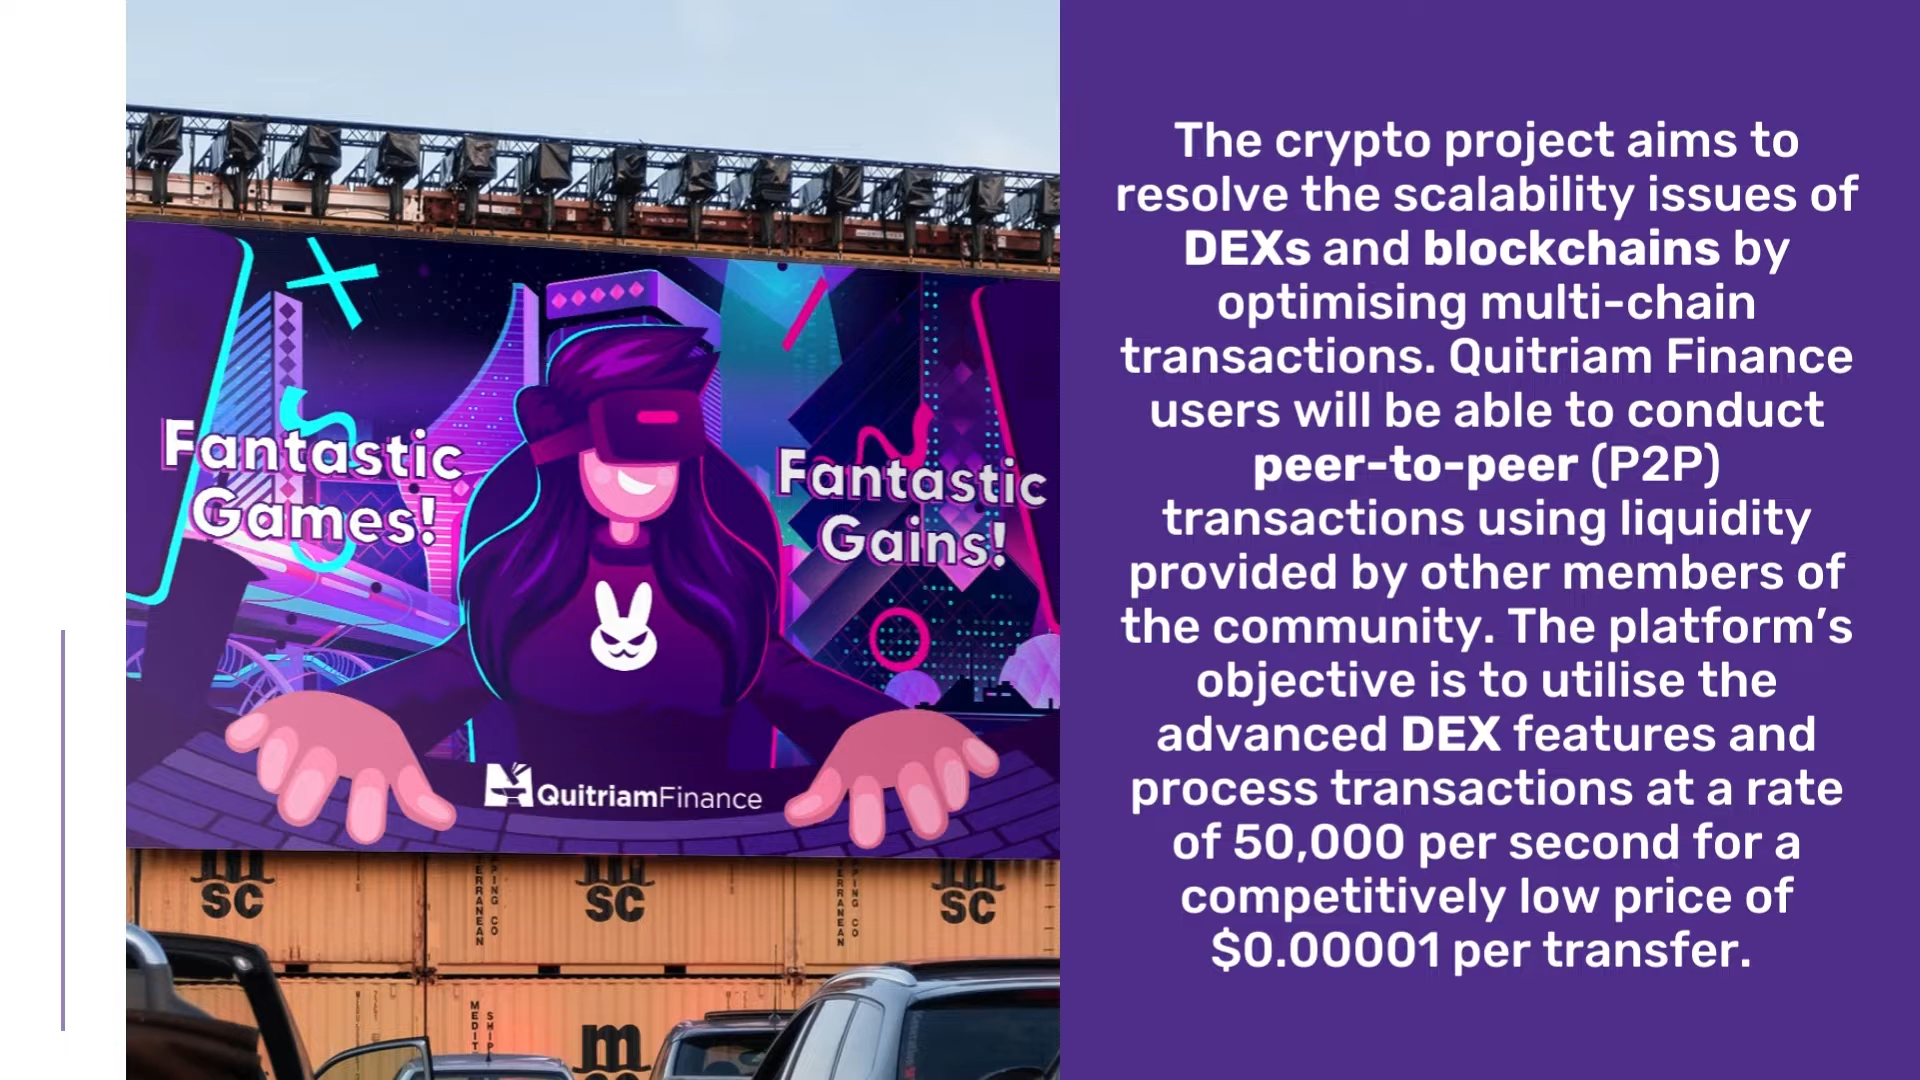 Fantastic
Games!
Fantastic
Gains!
QuitriamFinance
SC
SC
SC
m
The crypto project aims to
resolve the scalability issues of
DEXs and blockchains by
optimising multi-chain
transactions. Quitriam Finance
users will be able to conduct
peer-to-peer (P2P)
transactions using liquidity
provided by other members of
the community. The platform’s
objective is to utilise the
advanced DEX features and
process transactions at a rate
of 50,000 per second for a
competitively low price of
$0.00001 per transfer.